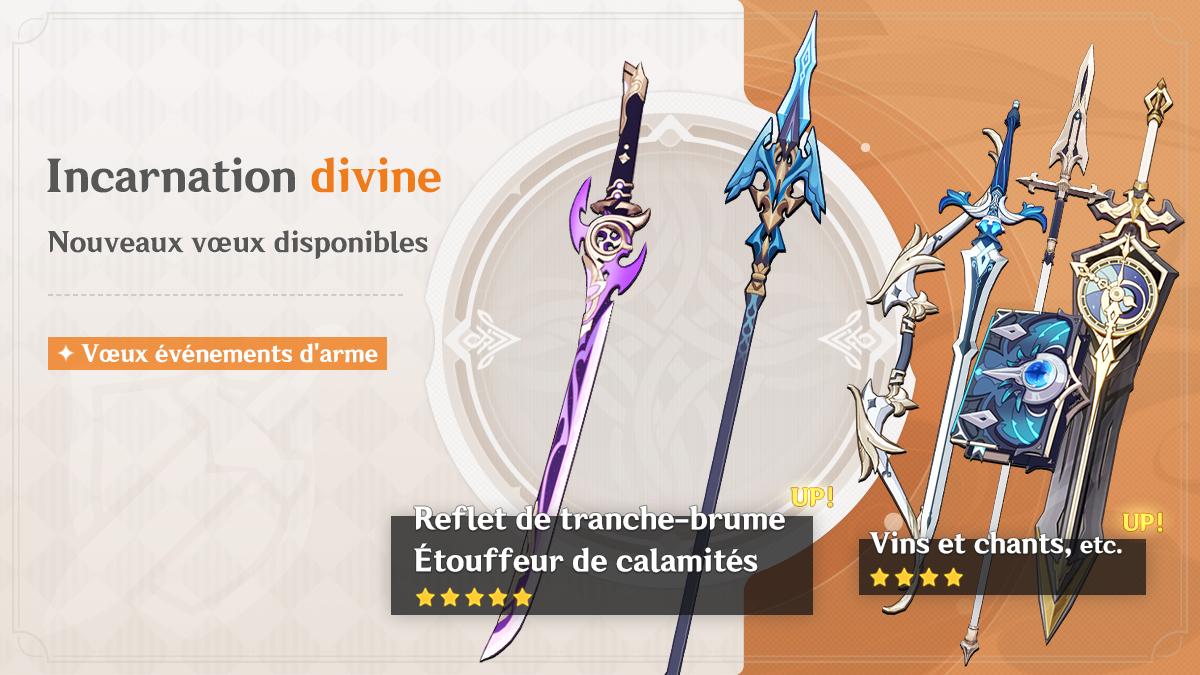 Incarnation divine
Nouveaux vœux disponibles
✦ Vœux événements d'arme
UP!
Reflet de tranche-brume
Étouffeur de calamités
UP!
Vins et chants, etc.